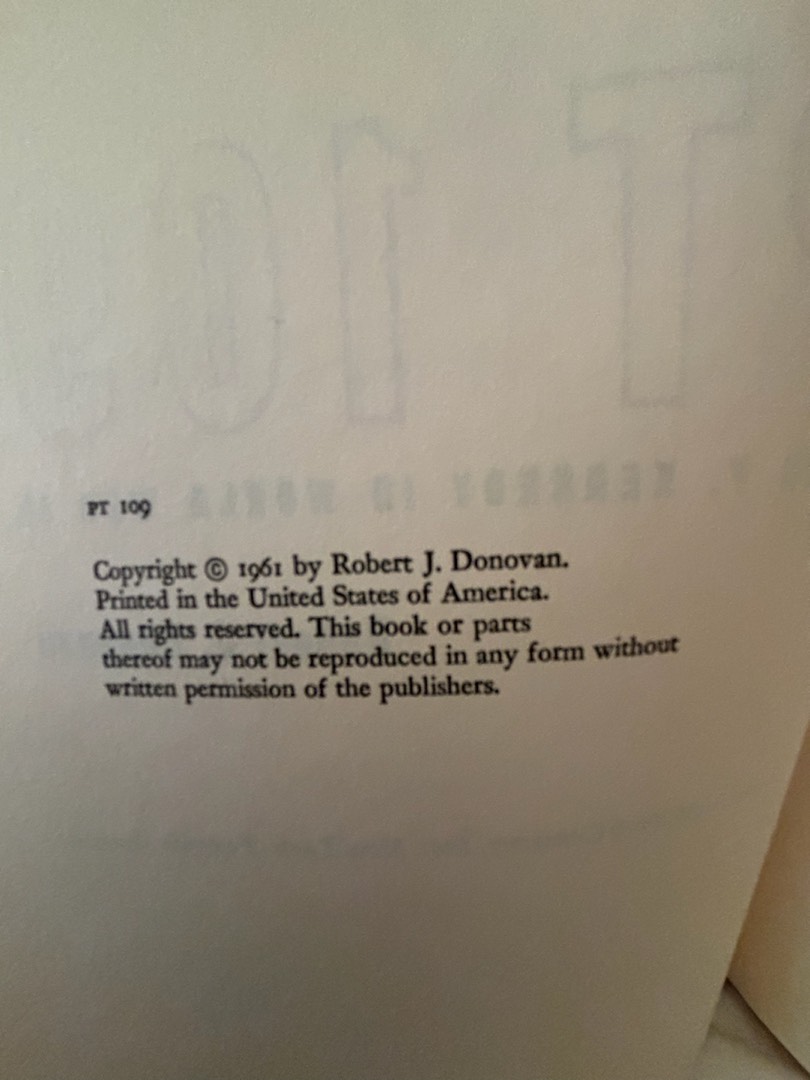 PT 109
Copyright © 1961 by Robert J. Donovan.
Printed in the United States of America.
All rights reserved. This book or parts
thereof may not be reproduced in any form without
written permission of the publishers.